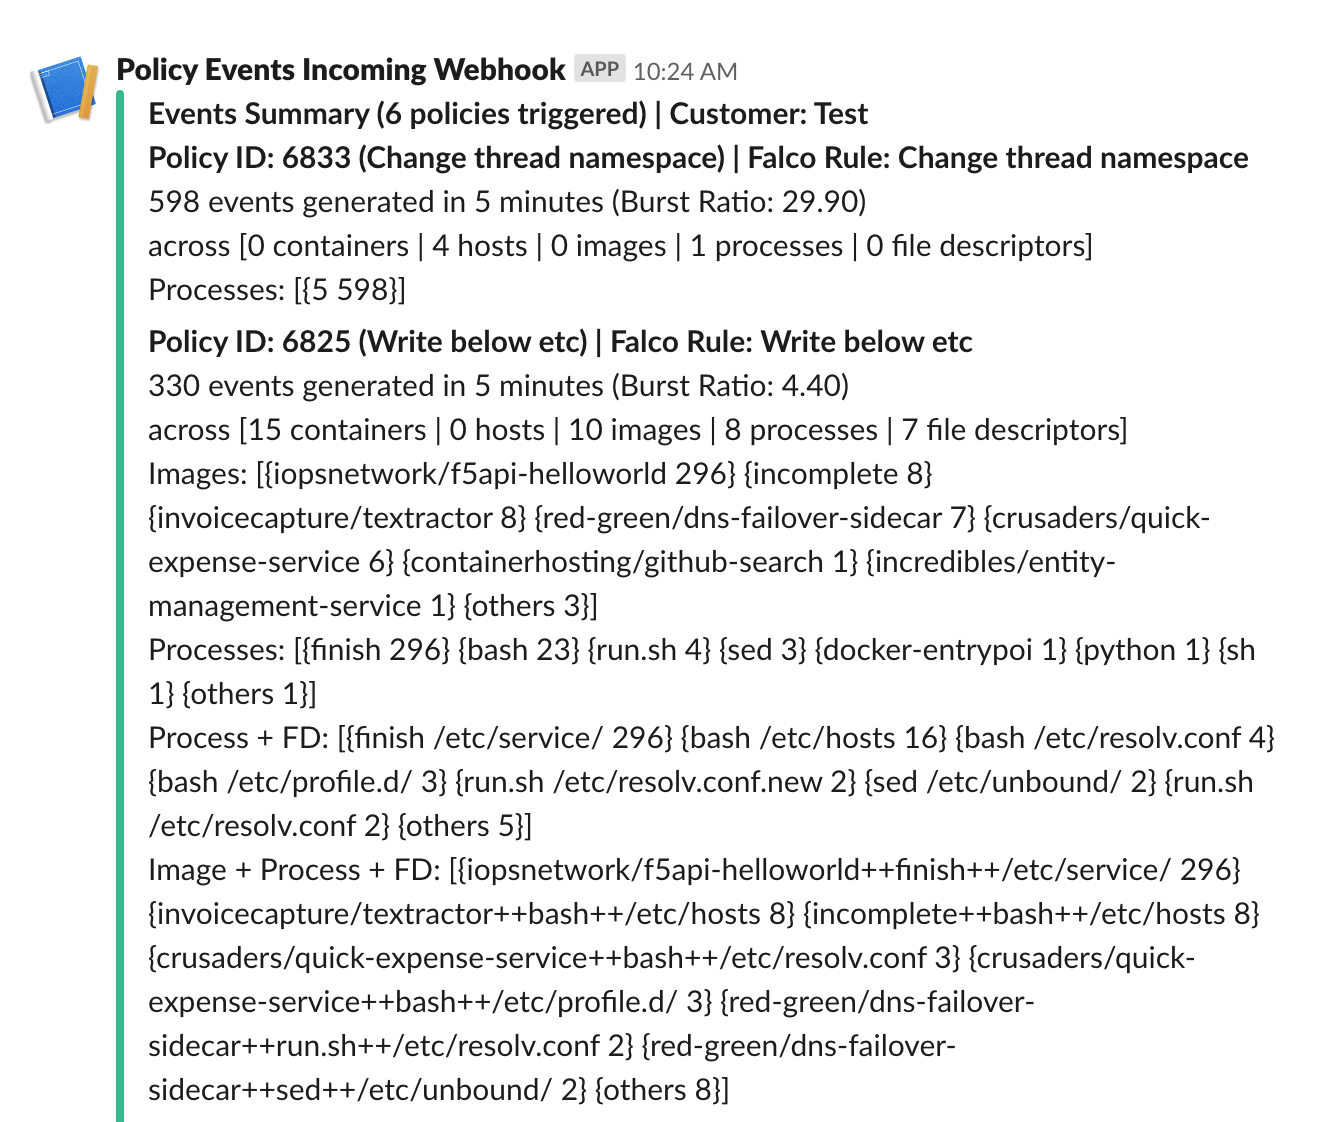 Policy Events Incoming Webhook APP 10:24 AM
Events Summary (6 policies triggered) | Customer: Test
Policy ID: 6833 (Change thread namespace) | Falco Rule: Change thread namespace
598 events generated in 5 minutes (Burst Ratio: 29.90)
across [0 containers | 4 hosts | 0 images | 1 processes | 0 file descriptors]
Processes: [{5 598}]
Policy ID: 6825 (Write below etc) | Falco Rule: Write below etc
330 events generated in 5 minutes (Burst Ratio: 4.40)
across [15 containers | 0 hosts | 10 images | 8 processes | 7 file descriptors]
Images: [{iopsnetwork/f5api-helloworld 296} {incomplete 8}
{invoicecapture/textractor 8} {red-green/dns-failover-sidecar 7} {crusaders/quick-
expense-service 6} {containerhosting/github-search 1} {incredibles/entity-
management-service 1} {others 3}]
Processes: [{finish 296} {bash 23} {run.sh 4} {sed 3} {docker-entrypoi 1} {python 1} {sh
1} {others 1}]
Process + FD: [{finish /etc/service/ 296} {bash /etc/hosts 16} {bash /etc/resolv.conf 4}
{bash /etc/profile.d/ 3} {run.sh /etc/resolv.conf.new 2} {sed /etc/unbound/ 2} {run.sh
/etc/resolv.conf 2} {others 5}]
Image + Process + FD: [{iopsnetwork/f5api-helloworld++finish++/etc/service/ 296}
{invoicecapture/textractor++bash++/etc/hosts 8} {incomplete++bash++/etc/hosts 8}
{crusaders/quick-expense-service++bash++/etc/resolv.conf 3} {crusaders/quick-
expense-service++bash++/etc/profile.d/ 3} {red-green/dns-failover-
sidecar++run.sh++/etc/resolv.conf 2} {red-green/dns-failover-
sidecar++sed++/etc/unbound/ 2} {others 8}]